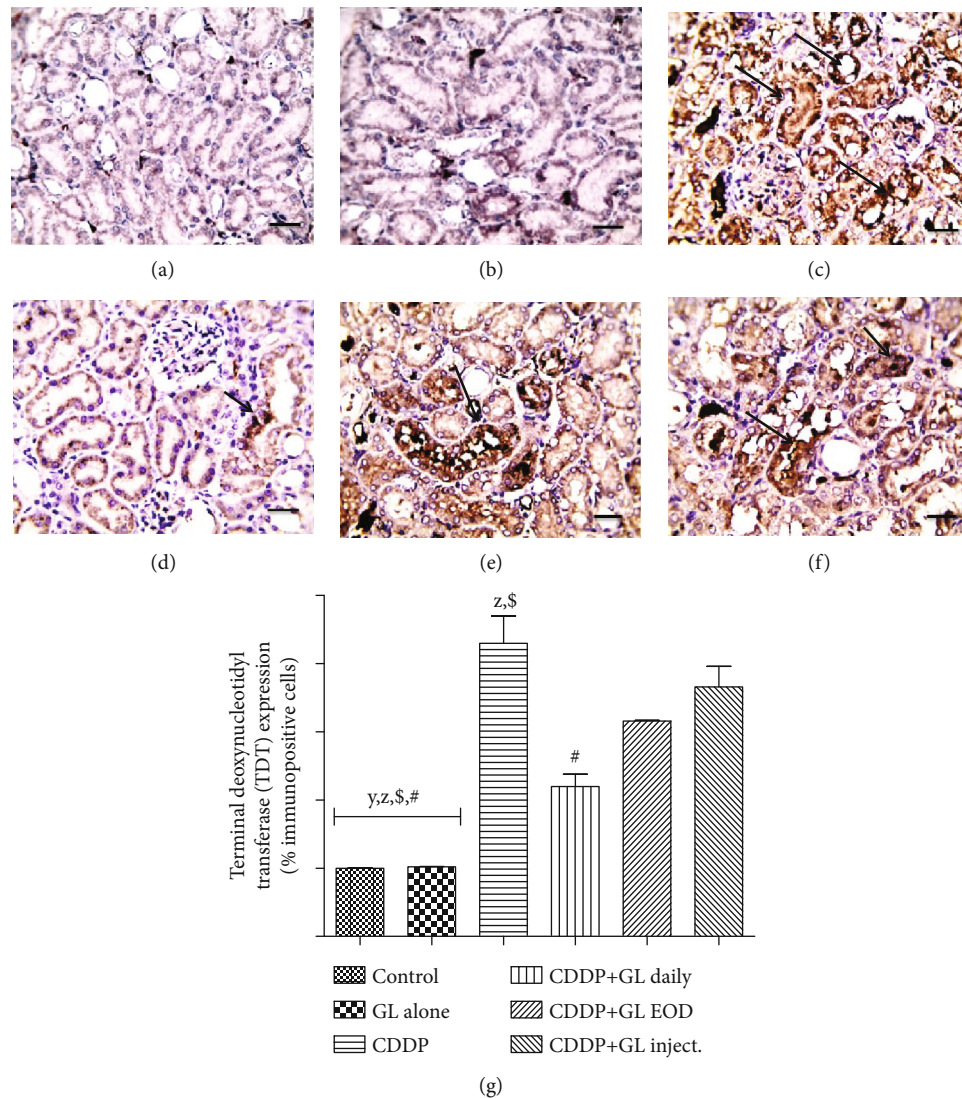 (a)
(b)
(c)
(d)
(e)
(f)
Terminal deoxynucleotidyl
transferase (TDT) expression
(% immunopositive cells)
y,z,$,#
z,$
#
Control
GL alone
CDDP
CDDP+GL daily
CDDP+GL EOD
CDDP+GL inject.
(g)